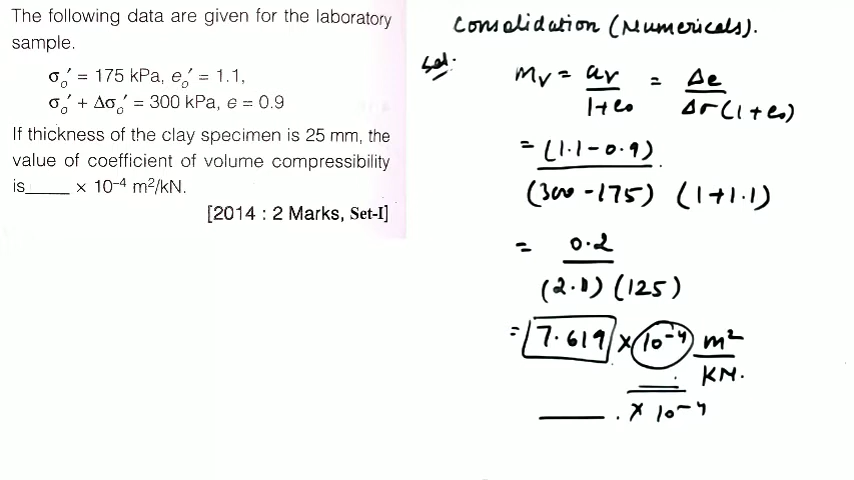 The following data are given for the laboratory
sample.
σₒ′ = 175 kPa, eₒ′ = 1.1,
σₒ′ + Δσₒ′ = 300 kPa, e = 0.9
If thickness of the clay specimen is 25 mm, the
value of coefficient of volume compressibility
is____ × 10⁻⁴ m²/kN.
[2014 : 2 Marks, Set-I]
Consolidation (Numericals).
Sol:
mᵥ = aᵥ / 1+eₒ = Δe / Δσ(1+eₒ)
= (1.1-0.9) / (300-175) (1+1.1)
= 0.2 / (2.1) (125)
= 7.619 × 10⁻⁴ m² / KN.
____ . × 10⁻⁴